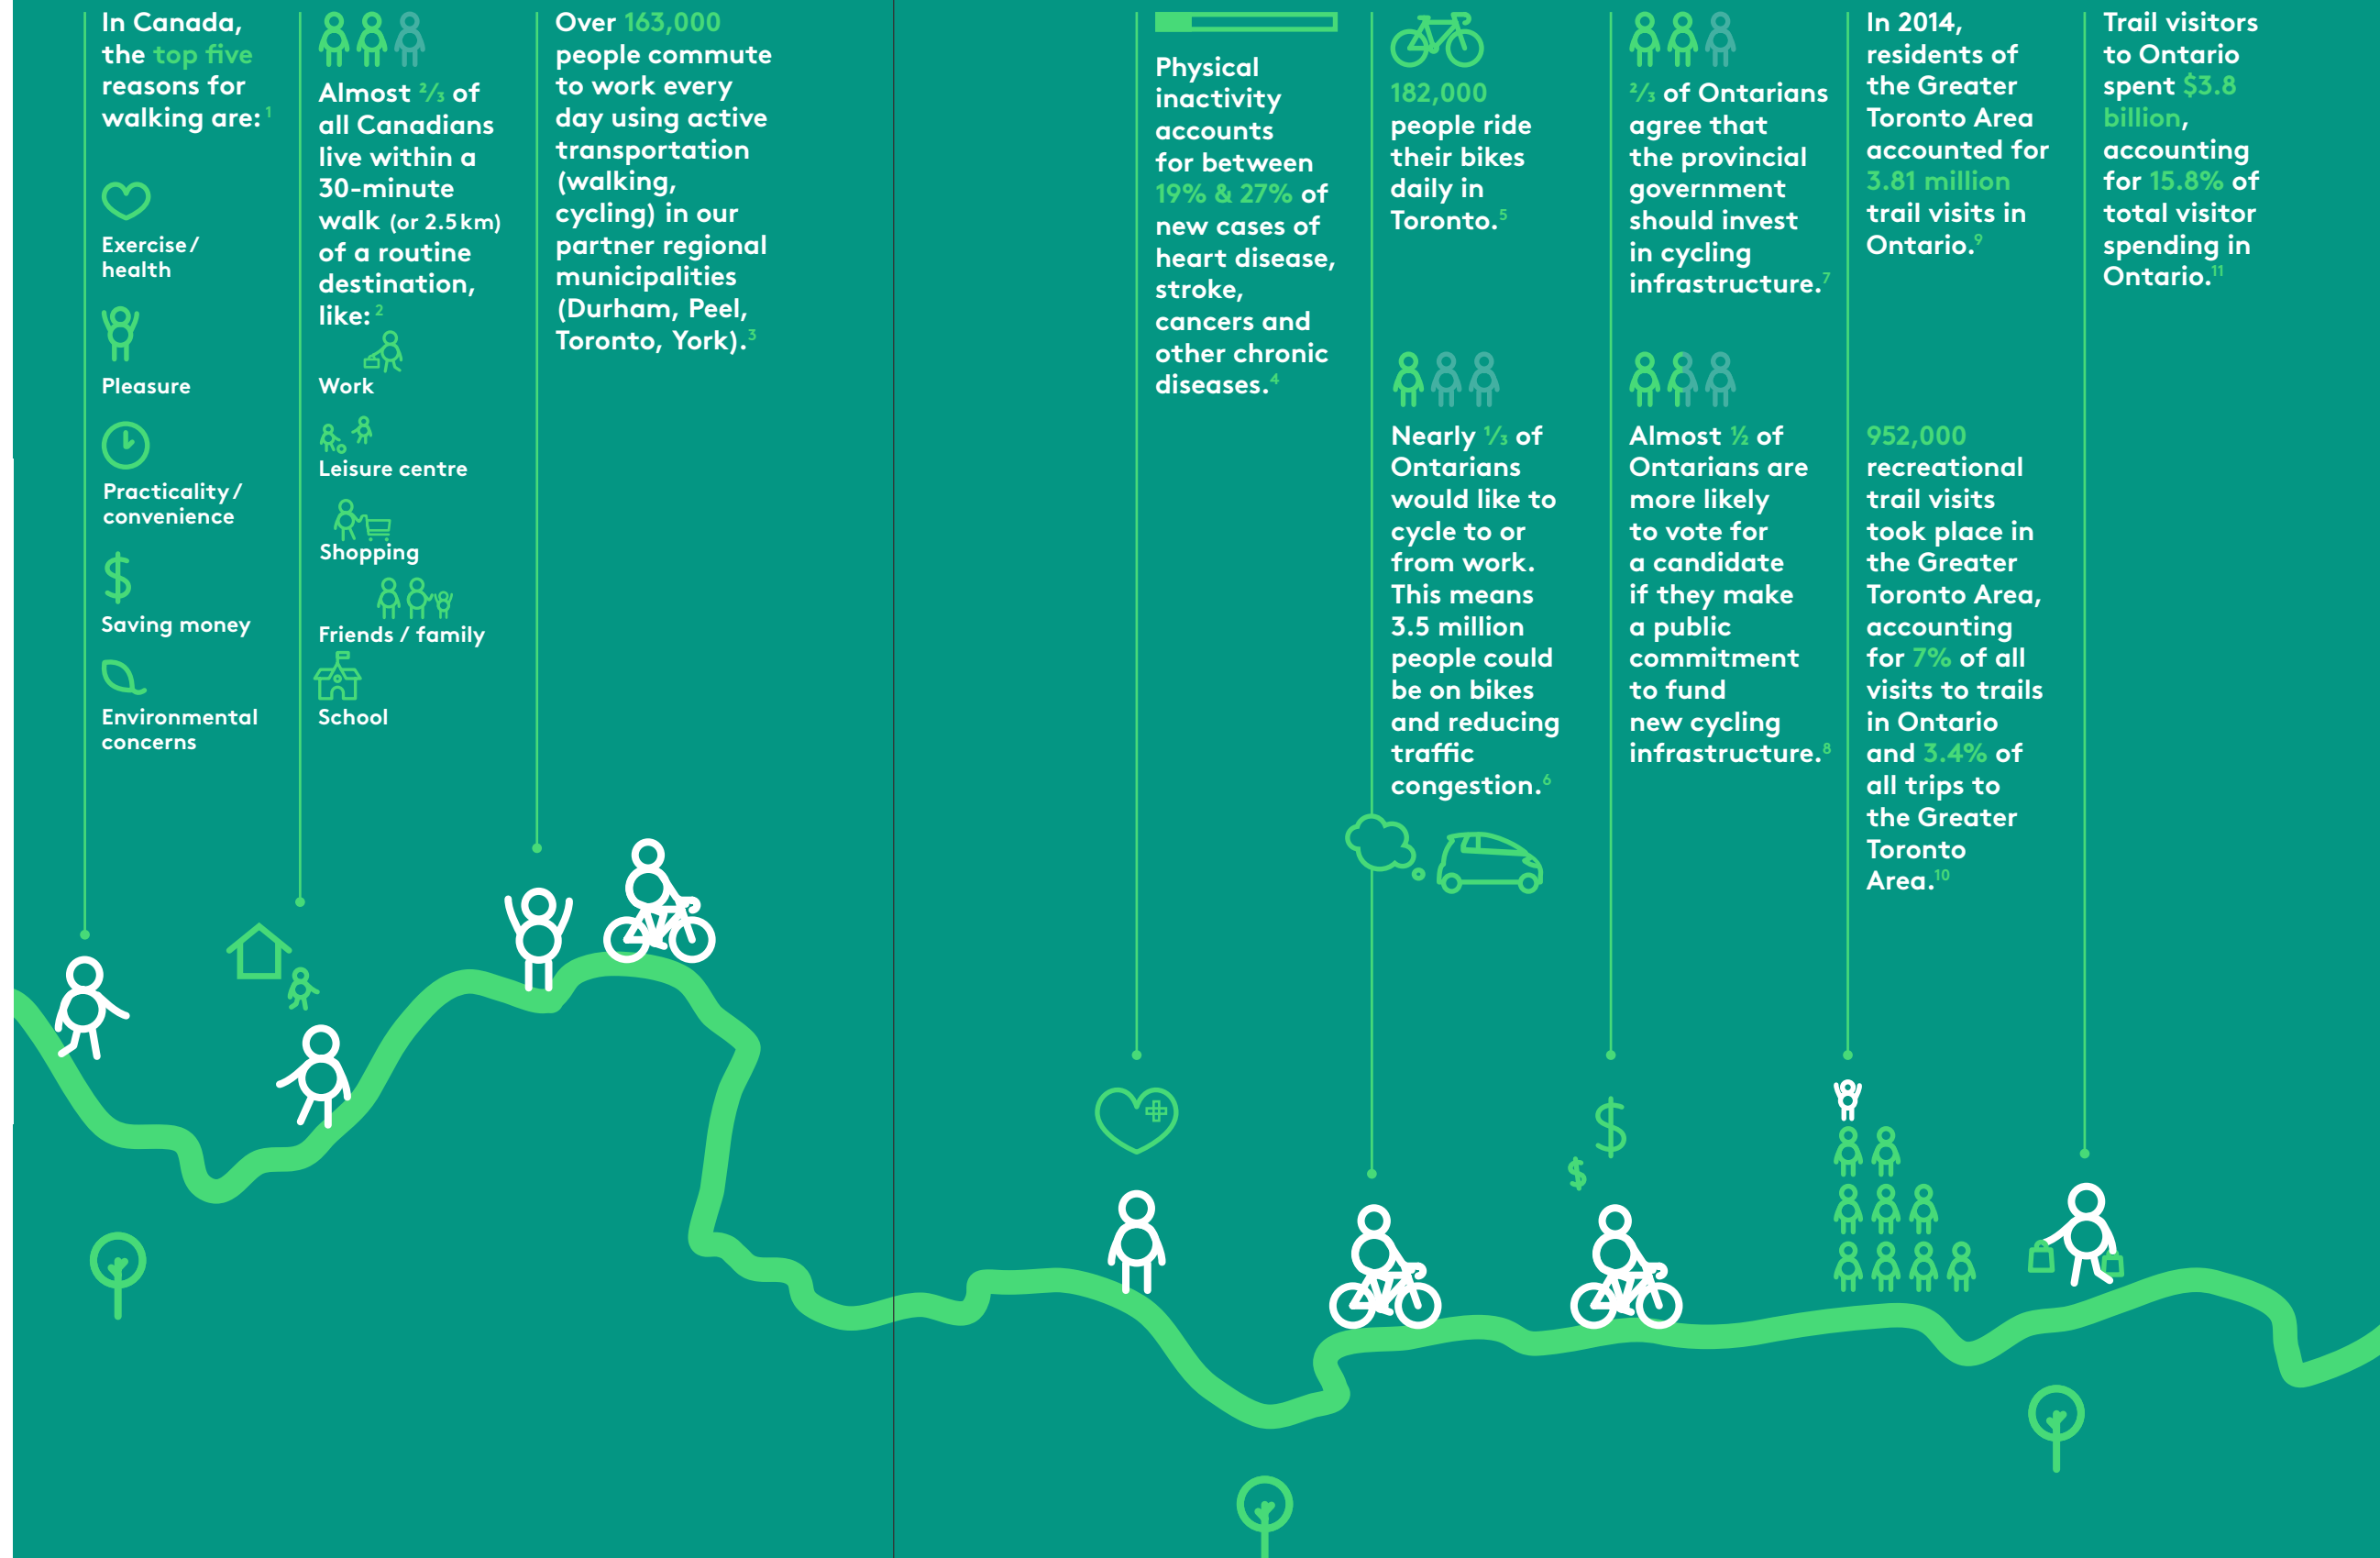 In Canada,
the top five
reasons for
walking are: 1
Exercise/
health
Pleasure
Practicality/
convenience
Saving money
Environmental
concerns
Almost ⅔ of
all Canadians
live within a
30-minute
walk (or 2.5 km)
of a routine
destination,
like: 2
Work
Leisure centre
Shopping
Friends / family
School
Over 163,000
people commute
to work every
day using active
transportation
(walking,
cycling) in our
partner regional
municipalities
(Durham, Peel,
Toronto, York).3
Physical
inactivity
accounts
for between
19% & 27% of
new cases of
heart disease,
stroke,
cancers and
other chronic
diseases.4
182,000
people ride
their bikes
daily in
Toronto.5
Nearly ⅓ of
Ontarians
would like to
cycle to or
from work.
This means
3.5 million
people could
be on bikes
and reducing
traffic
congestion.6
⅔ of Ontarians
agree that
the provincial
government
should invest
in cycling
infrastructure.7
Almost ½ of
Ontarians are
more likely
to vote for
a candidate
if they make
a public
commitment
to fund
new cycling
infrastructure.8
In 2014,
residents of
the Greater
Toronto Area
accounted for
3.81 million
trail visits in
Ontario.9
952,000
recreational
trail visits
took place in
the Greater
Toronto Area,
accounting
for 7% of all
visits to trails
in Ontario
and 3.4% of
all trips to
the Greater
Toronto
Area.10
Trail visitors
to Ontario
spent $3.8
billion,
accounting
for 15.8% of
total visitor
spending in
Ontario.11